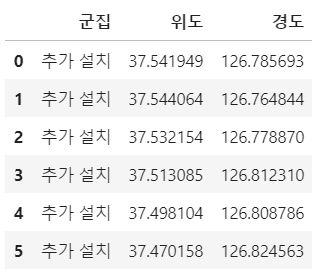 군집 위도 경도
0 추가 설치 37.541949 126.785693
1 추가 설치 37.544064 126.764844
2 추가 설치 37.532154 126.778870
3 추가 설치 37.513085 126.812310
4 추가 설치 37.498104 126.808786
5 추가 설치 37.470158 126.824563